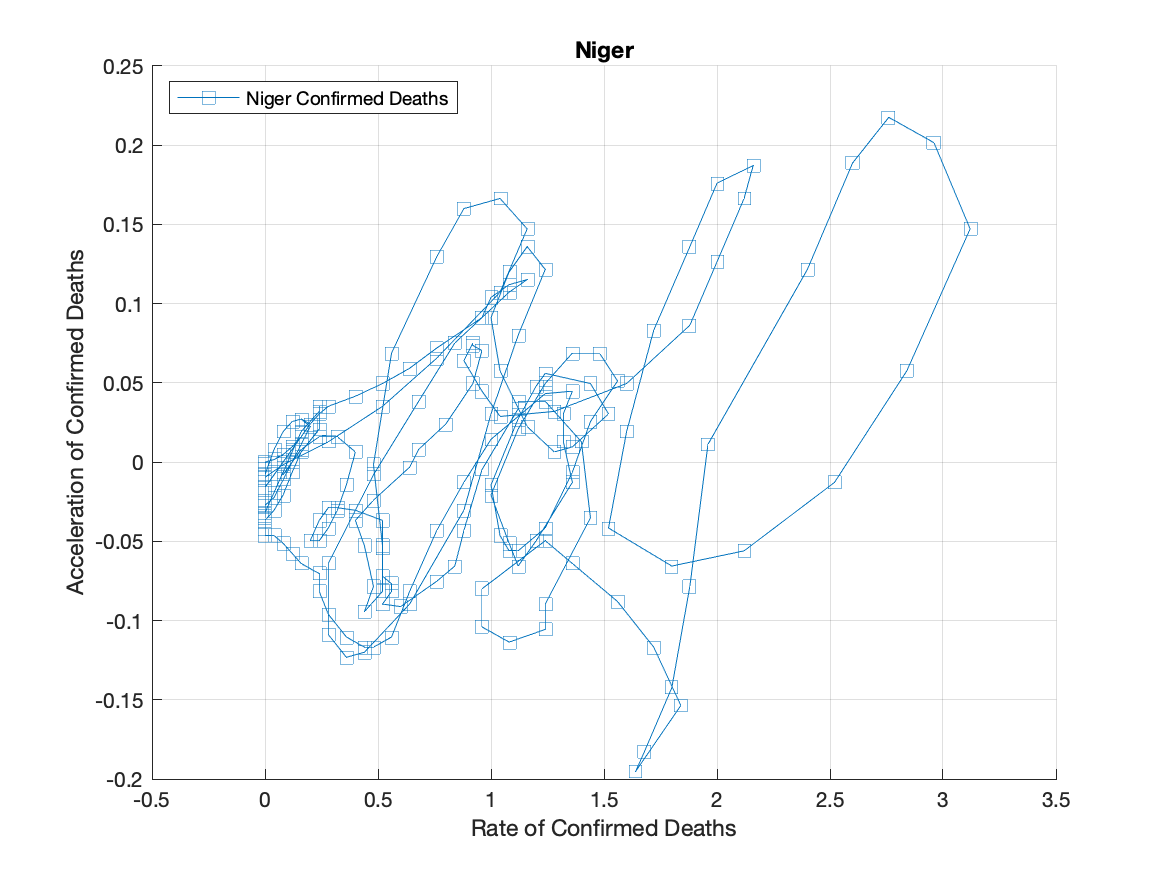 Niger
Niger Confirmed Deaths
0.25
0.2
0.15
0.1
0.05
0
-0.05
-0.1
-0.15
-0.2
Acceleration of Confirmed Deaths
-0.5 0 0.5 1 1.5 2 2.5 3 3.5
Rate of Confirmed Deaths